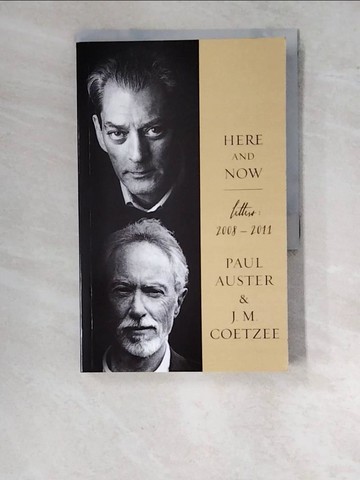 HERE
AND
NOW
letters:
2008 – 2011
PAUL
AUSTER
&
J M
COETZEE